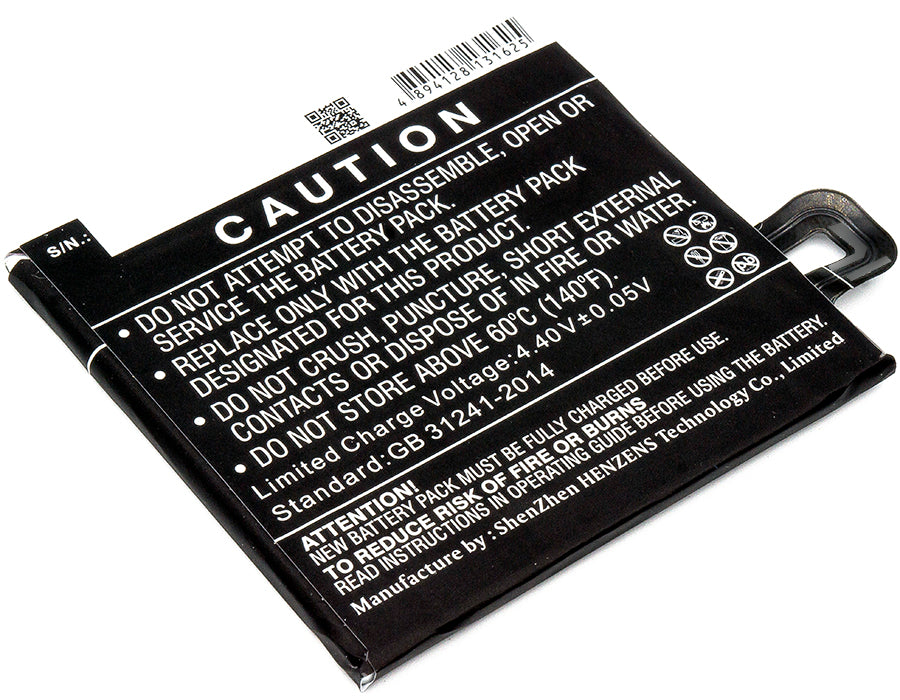 4 894128 131625
S/N.:
CAUTION
• DO NOT ATTEMPT TO DISASSEMBLE, OPEN OR
SERVICE THE BATTERY PACK.
• REPLACE ONLY WITH THE BATTERY PACK
DESIGNATED FOR THIS PRODUCT.
• DO NOT CRUSH, PUNCTURE, SHORT EXTERNAL
CONTACTS OR DISPOSE OF IN FIRE OR WATER.
• DO NOT STORE ABOVE 60°C (140°F).
Limited Charge Voltage:4.40V±0.05V
Standard:GB 31241-2014
ATTENTION!
NEW BATTERY PACK MUST BE FULLY CHARGED BEFORE USE.
TO REDUCE RISK OF FIRE OR BURNS
READ INSTRUCTIONS IN OPERATING GUIDE BEFORE USING THE BATTERY.
Manufacture by : ShenZhen HENZENS Technology Co., Limited